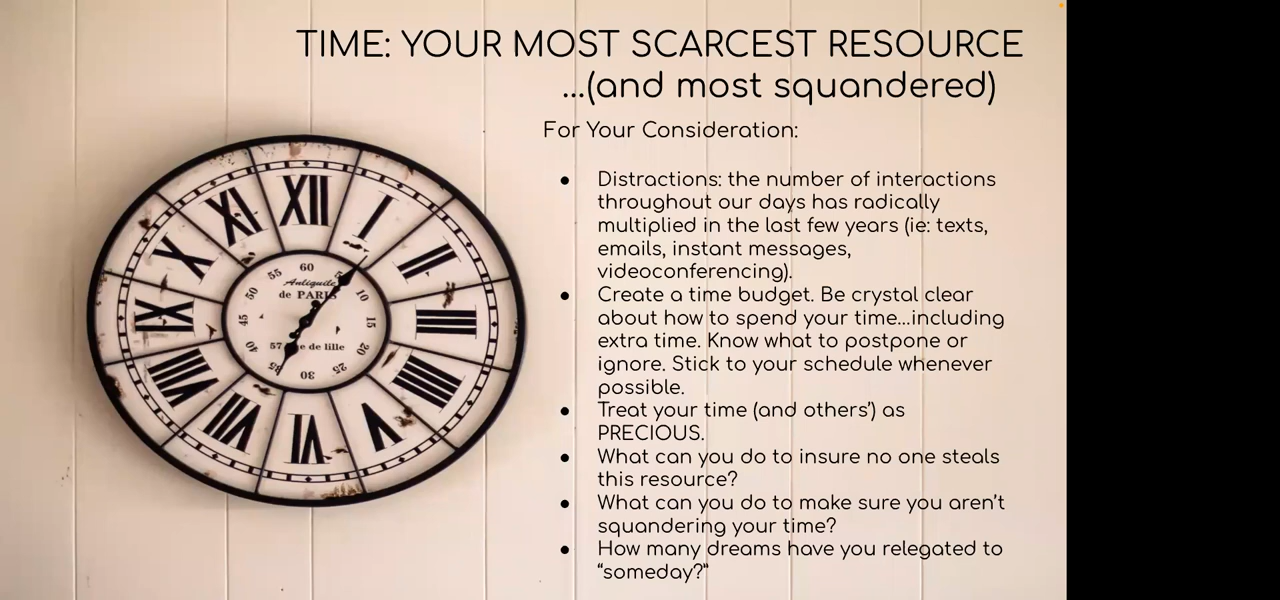 TIME: YOUR MOST SCARCEST RESOURCE
...(and most squandered)
For Your Consideration:
● Distractions: the number of interactions
throughout our days has radically
multiplied in the last few years (ie: texts,
emails, instant messages,
videoconferencing).
● Create a time budget. Be crystal clear
about how to spend your time...including
extra time. Know what to postpone or
ignore. Stick to your schedule whenever
possible.
● Treat your time (and others’) as
PRECIOUS.
● What can you do to insure no one steals
this resource?
● What can you do to make sure you aren’t
squandering your time?
● How many dreams have you relegated to
“someday?”
XII
I
II
III
IIII
V
VI
VII
VIII
IX
X
XI
60
10
15
20
25
30
35
40
45
50
55
Antiquité
de PARIS
57
de lille